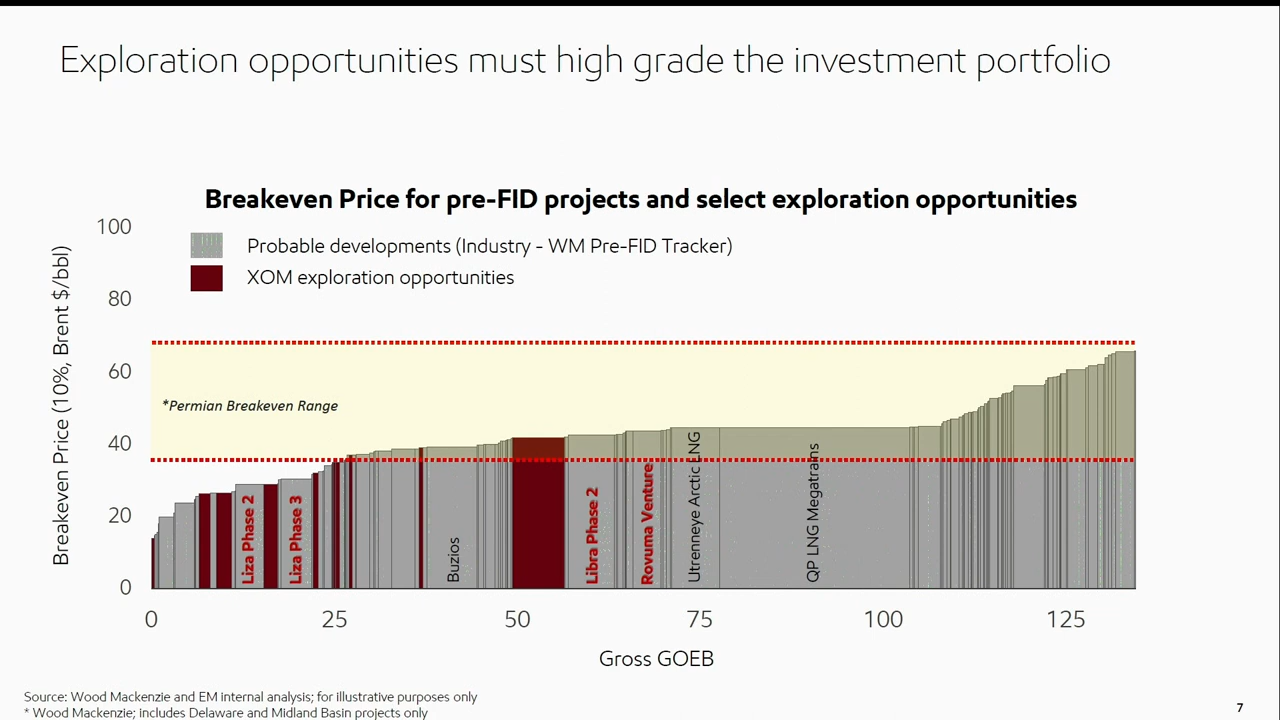 Exploration opportunities must high grade the investment portfolio
Breakeven Price for pre-FID projects and select exploration opportunities
Breakeven Price (10%, Brent $/bbl)
100
80
60
40
20
0
Probable developments (Industry - WM Pre-FID Tracker)
XOM exploration opportunities
*Permian Breakeven Range
Liza Phase 2
Liza Phase 3
Buzios
Libra Phase 2
Rovuma Venture
Utrenneye Arctic LNG
QP LNG Megatrains
0 25 50 75 100 125
Gross GOEB
Source: Wood Mackenzie and EM internal analysis; for illustrative purposes only
* Wood Mackenzie; includes Delaware and Midland Basin projects only
7